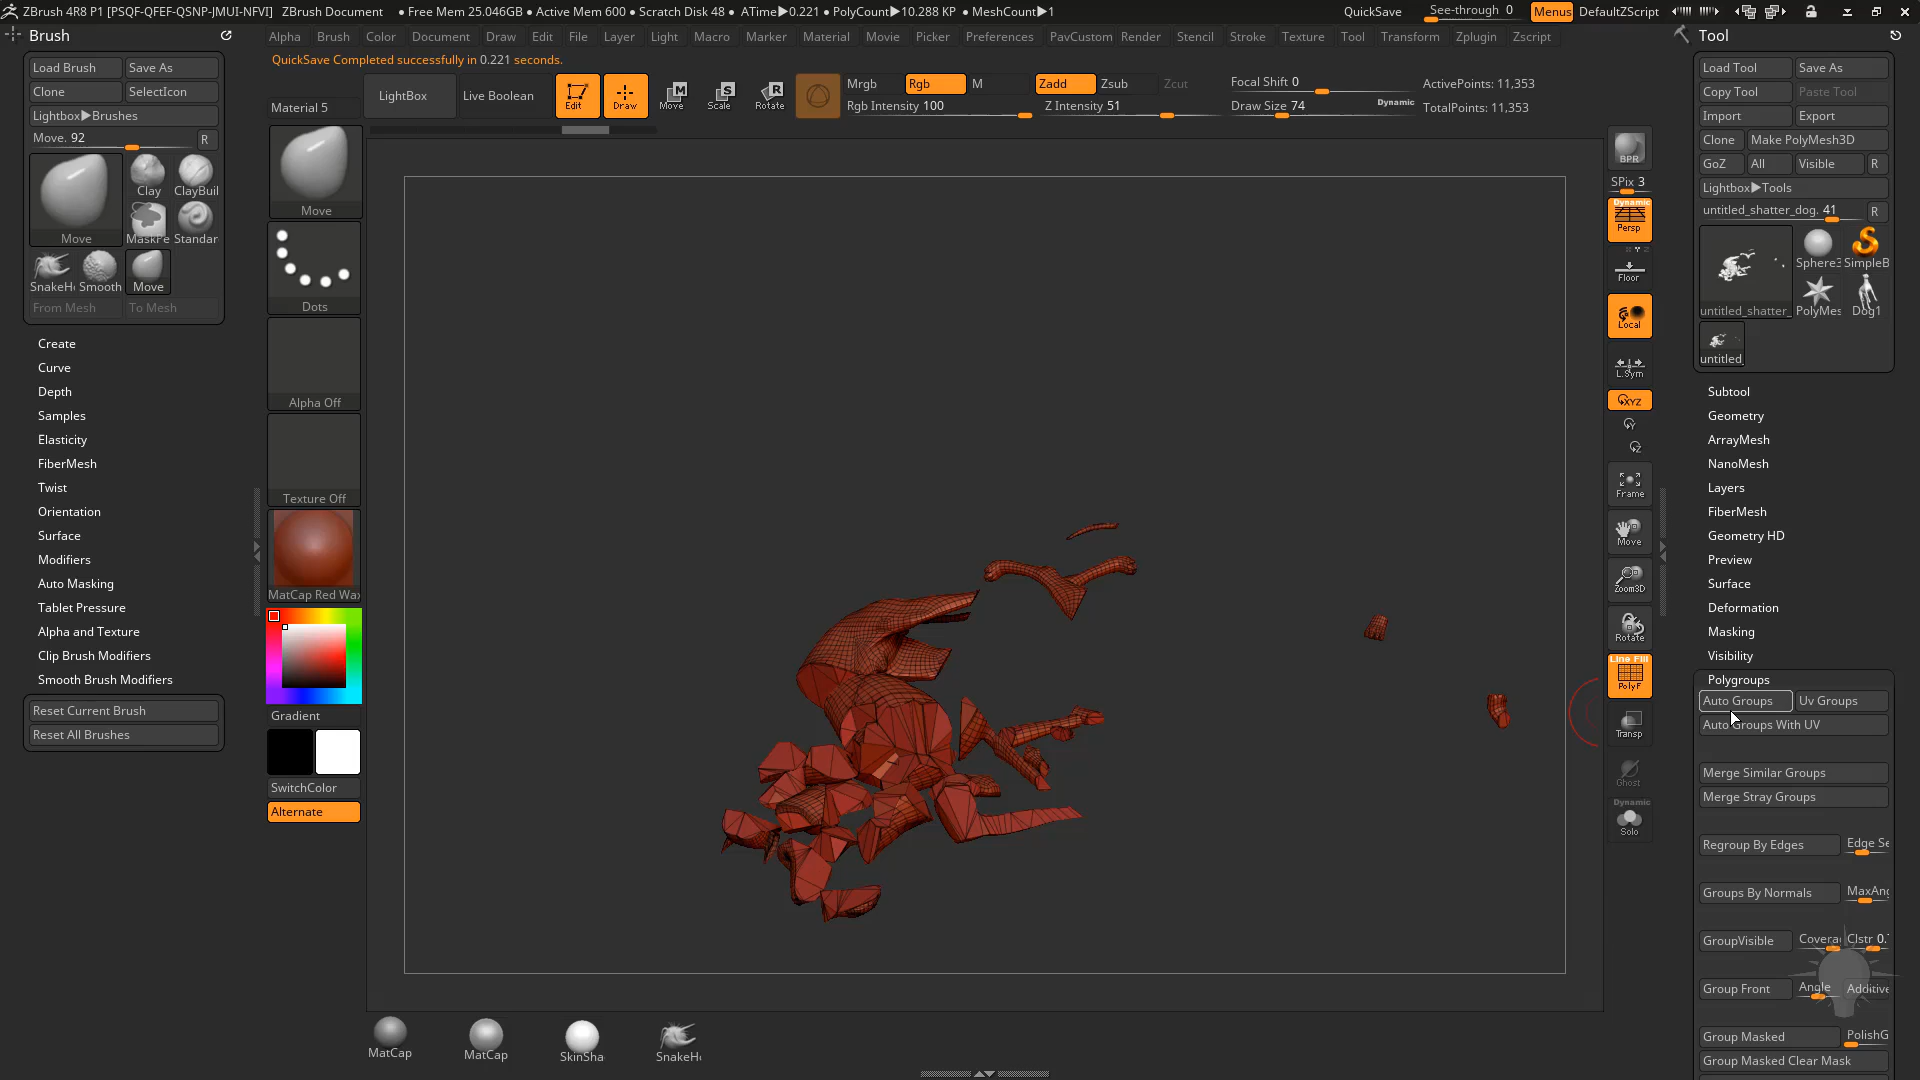 ZBrush 4R8 P1 [PSQF-QFEF-QSNP-JMUI-NFVI] ZBrush Document • Free Mem 25.046GB • Active Mem 600 • Scratch Disk 48 • ATime▶0.221 • PolyCount▶10.288 KP • MeshCount▶1 QuickSave See-through 0 Menus DefaultZScript
Brush
Alpha Brush Color Document Draw Edit File Layer Light Macro Marker Material Movie Picker Preferences PavCustom Render Stencil Stroke Texture Tool Transform Zplugin Zscript
Tool
QuickSave Completed successfully in 0.221 seconds.
Load Brush Save As
Clone SelectIcon
Lightbox▶Brushes
Move. 92 R
Move
Clay ClayBuil
MaskPe Standar
SnakeH Smooth Move
From Mesh To Mesh
Create
Curve
Depth
Samples
Elasticity
FiberMesh
Twist
Orientation
Surface
Modifiers
Auto Masking
Tablet Pressure
Alpha and Texture
Clip Brush Modifiers
Smooth Brush Modifiers
Reset Current Brush
Reset All Brushes
Material 5
LightBox
Live Boolean
Edit Draw Move Scale Rotate
Mrgb Rgb M
Rgb Intensity 100
Zadd Zsub Zcut
Z Intensity 51
Focal Shift 0
Draw Size 74 Dynamic
ActivePoints: 11,353
TotalPoints: 11,353
Move
Dots
Alpha Off
Texture Off
MatCap Red Wax
Gradient
SwitchColor
Alternate
MatCap MatCap SkinSha SnakeH
BPR
SPix 3
Dynamic
Persp
Floor
Local
L.Sym
XYZ
Frame
Move
Zoom3D
Rotate
Line Fill
PolyF
Transp
Ghost
Dynamic
Solo
Load Tool Save As
Copy Tool Paste Tool
Import Export
Clone Make PolyMesh3D
GoZ All Visible R
Lightbox▶Tools
untitled_shatter_dog. 41 R
untitled_shatter_
Sphere3 SimpleB
PolyMes Dog1
untitled_
Subtool
Geometry
ArrayMesh
NanoMesh
Layers
FiberMesh
Geometry HD
Preview
Surface
Deformation
Masking
Visibility
Polygroups
Auto Groups Uv Groups
Auto Groups With UV
Merge Similar Groups
Merge Stray Groups
Regroup By Edges Edge Se
Groups By Normals MaxAng
GroupVisible Covera Clstr 0.
Group Front Angle Additive
Group Masked PolishG
Group Masked Clear Mask